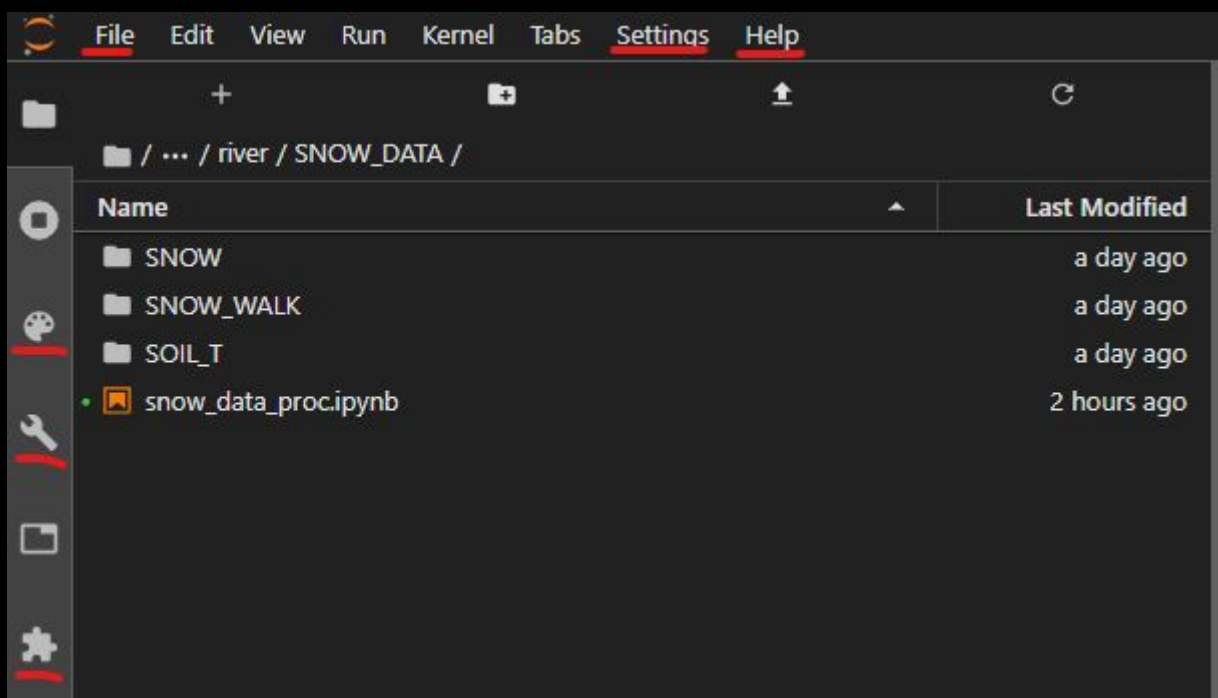 File Edit View Run Kernel Tabs Settings Help
/ ··· / river / SNOW_DATA /
Name Last Modified
SNOW a day ago
SNOW_WALK a day ago
SOIL_T a day ago
snow_data_proc.ipynb 2 hours ago